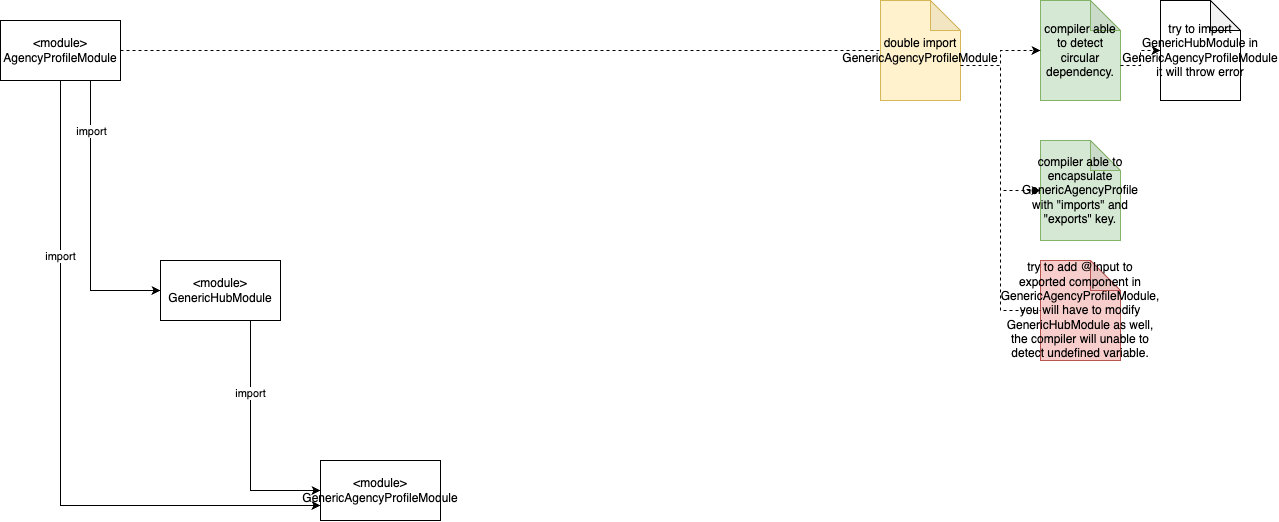 <module>
AgencyProfileModule
import
import
<module>
GenericHubModule
import
<module>
GenericAgencyProfileModule
double import
GenericAgencyProfileModule
compiler able
to detect
circular
dependency.
try to import
GenericHubModule in
GenericAgencyProfileModule
it will throw error
compiler able to
encapsulate
GenericAgencyProfile
with "imports" and
"exports" key.
try to add @Input to
exported component in
GenericAgencyProfileModule,
you will have to modify
GenericHubModule as well,
the compiler will unable to
detect undefined variable.